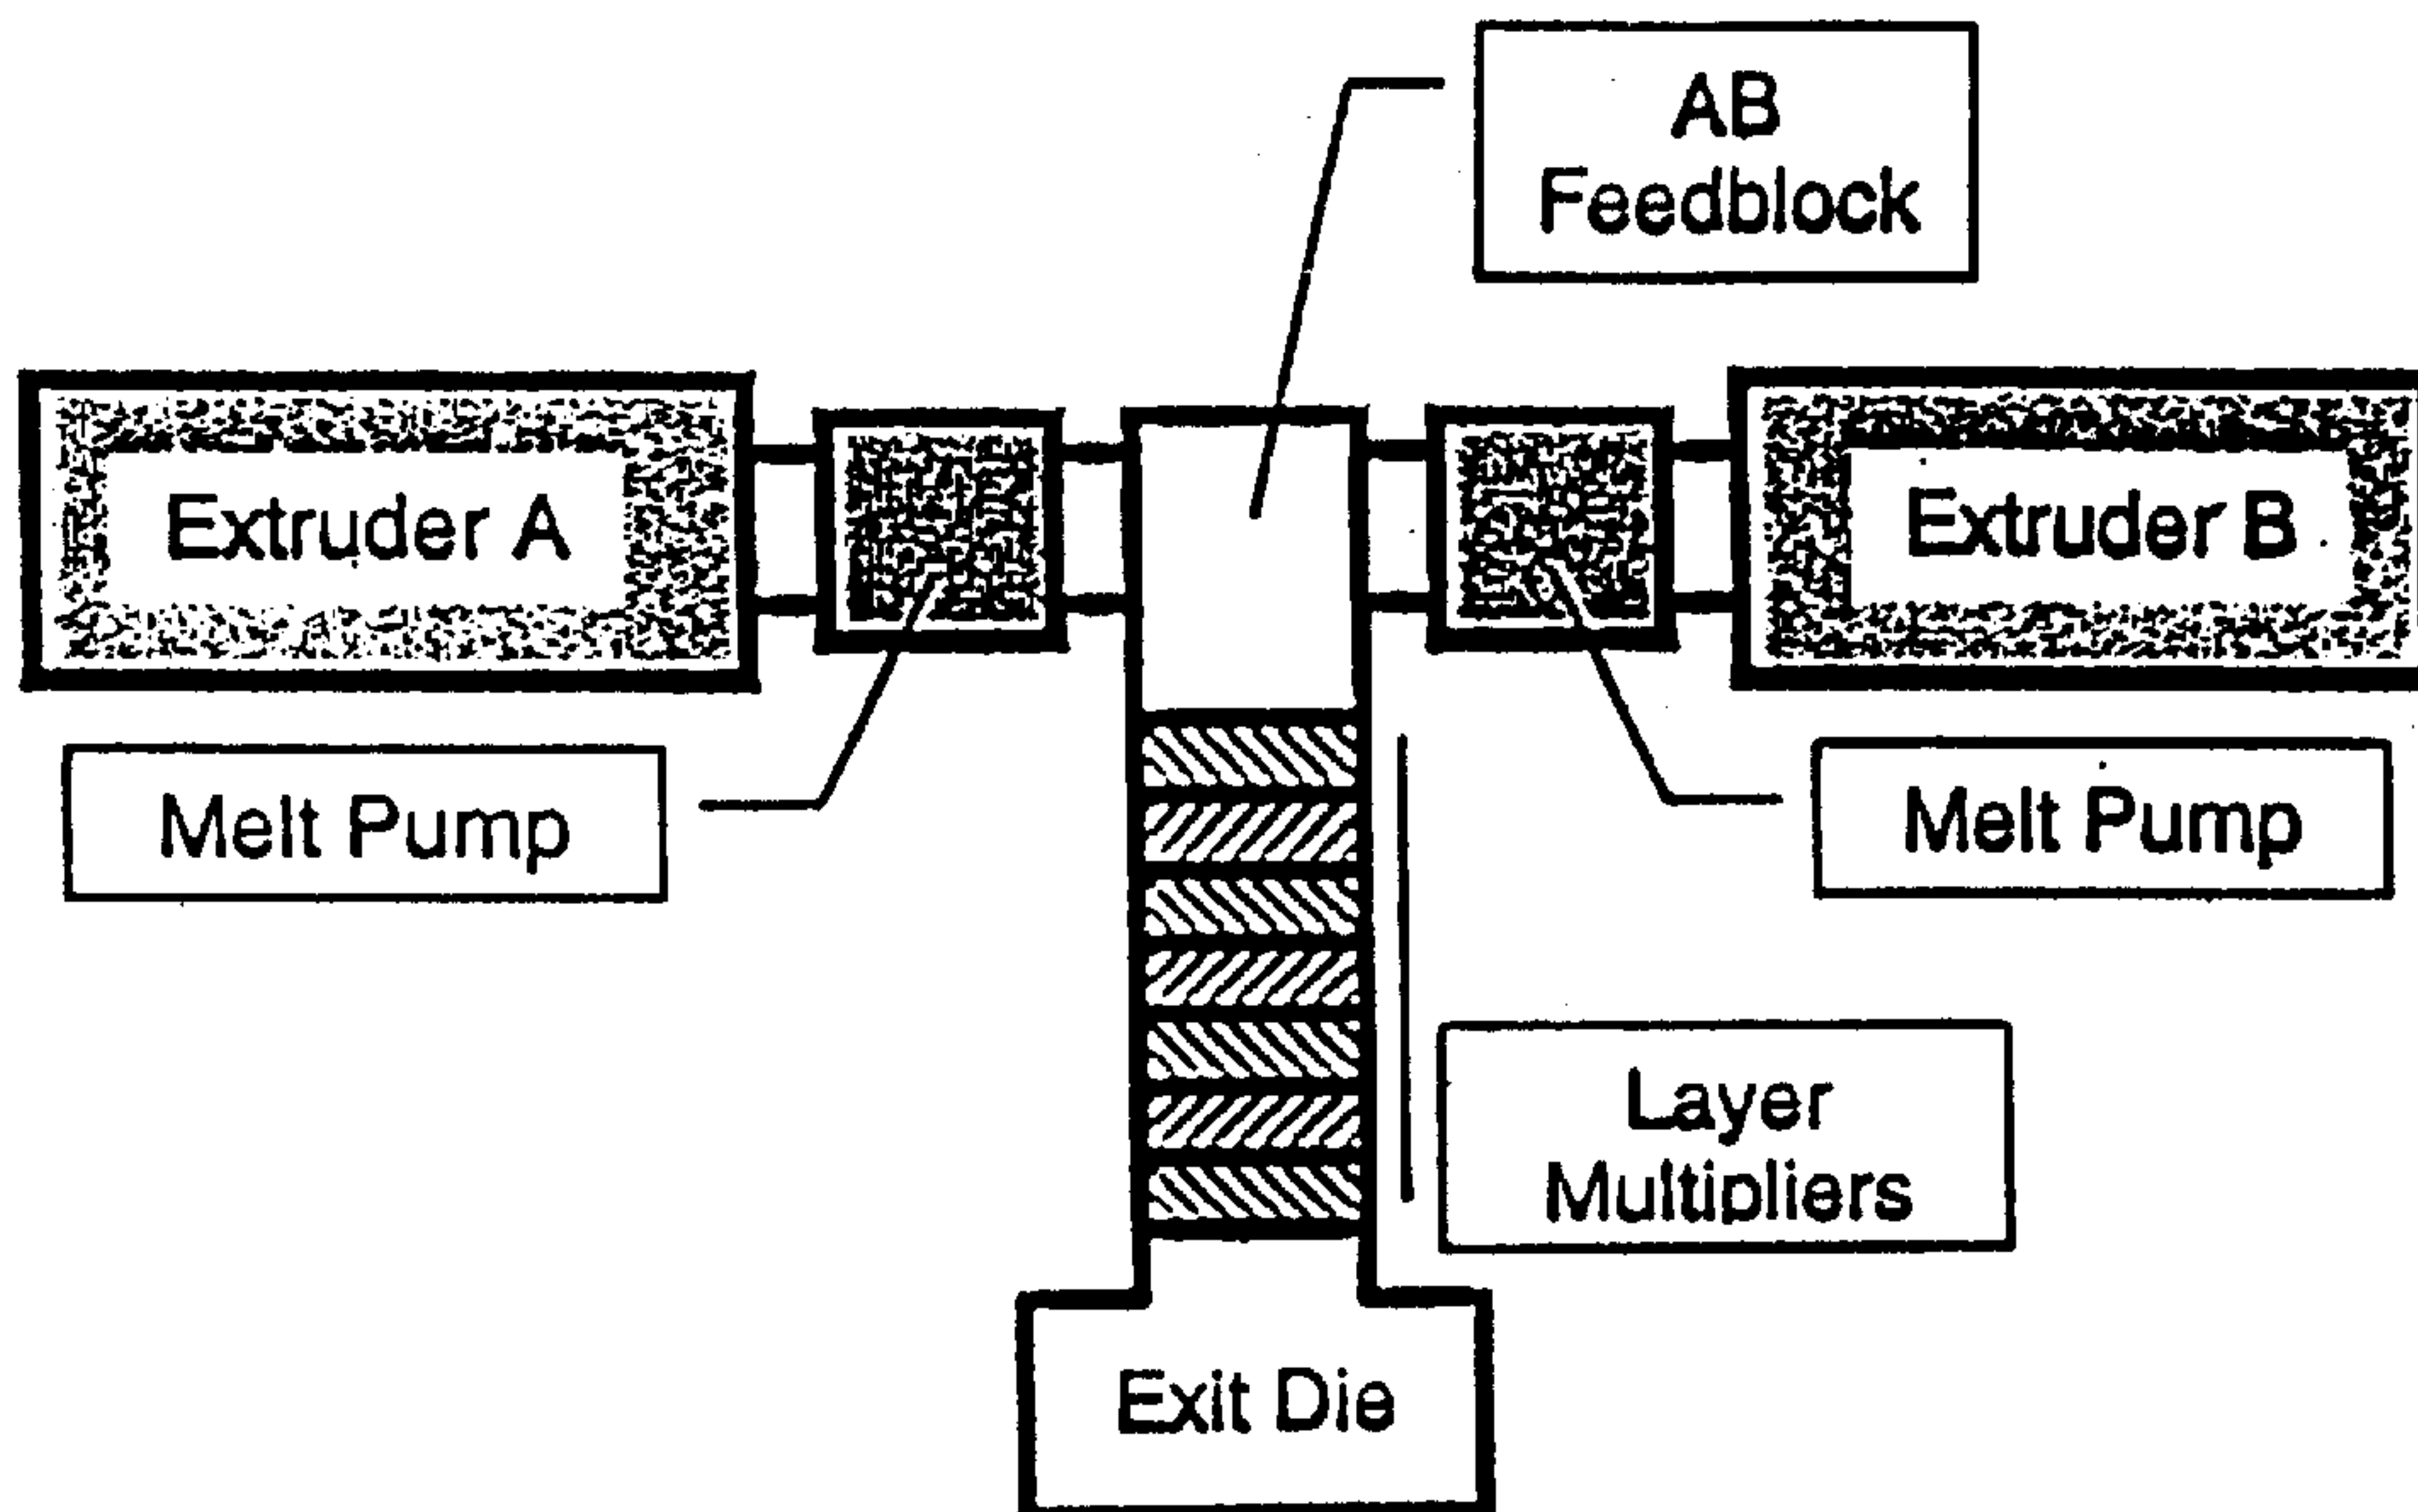 AB
Feedblock
Extruder A
Extruder B
Melt Pump
Melt Pump
Layer
Multipliers
Exit Die